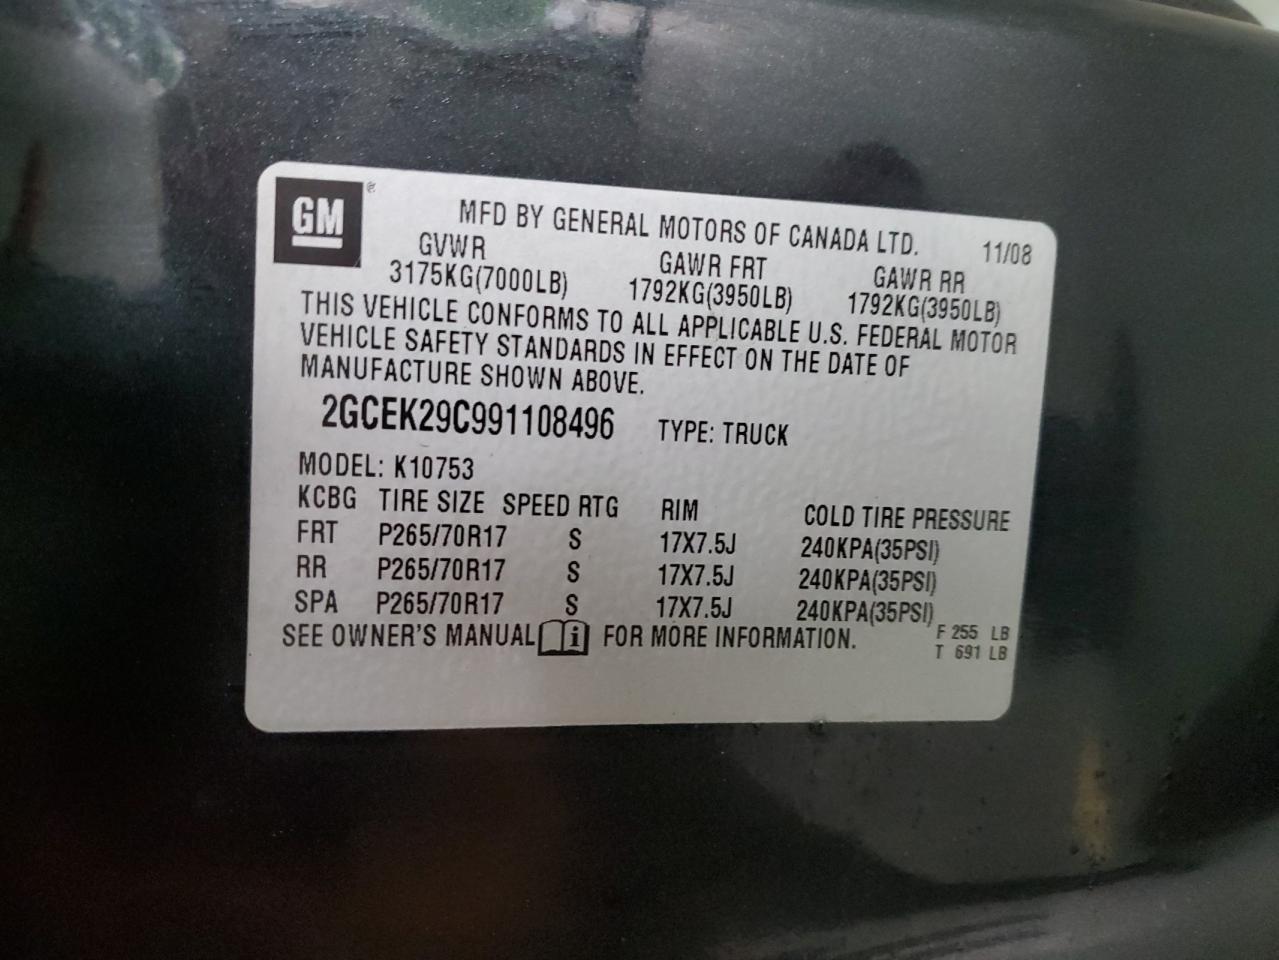 GM ® MFD BY GENERAL MOTORS OF CANADA LTD. 11/08
GVWR GAWR FRT GAWR RR
3175KG(7000LB) 1792KG(3950LB) 1792KG(3950LB)
THIS VEHICLE CONFORMS TO ALL APPLICABLE U.S. FEDERAL MOTOR
VEHICLE SAFETY STANDARDS IN EFFECT ON THE DATE OF
MANUFACTURE SHOWN ABOVE.
2GCEK29C991108496 TYPE: TRUCK
MODEL: K10753
KCBG TIRE SIZE SPEED RTG RIM COLD TIRE PRESSURE
FRT P265/70R17 S 17X7.5J 240KPA(35PSI)
RR P265/70R17 S 17X7.5J 240KPA(35PSI)
SPA P265/70R17 S 17X7.5J 240KPA(35PSI)
SEE OWNER'S MANUAL i FOR MORE INFORMATION. F 255 LB
T 691 LB